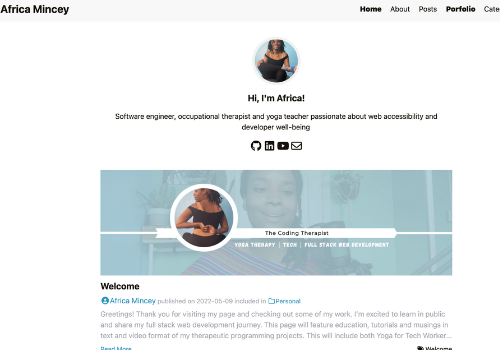 Africa Mincey
Home About Posts Porfolio Cate
Hi, I'm Africa!
Software engineer, occupational therapist and yoga teacher passionate about web accessibility and
developer well-being
The Coding Therapist
YOGA THERAPY | TECH | FULL STACK WEB DEVELOPMENT
Welcome
Africa Mincey published on 2022-05-09 included in Personal
Greetings! Thank you for visiting my page and checking out some of my work. I'm excited to learn in public
and share my full stack web development journey. This page will feature education, tutorials and musings in
text and video format of my therapeutic programming projects. This will include both Yoga for Tech Worker...
Read More
Welcome